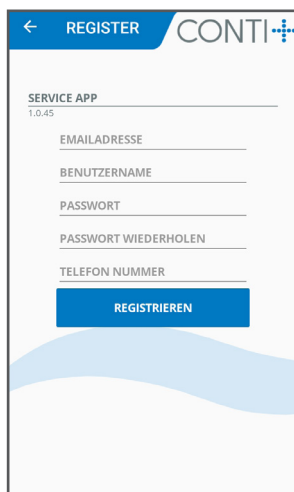 REGISTER
CONTI+
SERVICE APP
1.0.45
EMAILADRESSE
BENUTZERNAME
PASSWORT
PASSWORT WIEDERHOLEN
TELEFON NUMMER
REGISTRIEREN